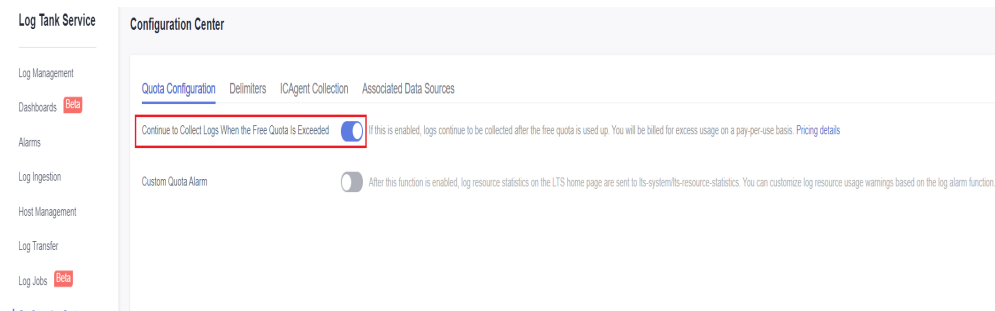 Log Tank Service
Configuration Center
Log Management
Dashboards Beta
Alarms
Log Ingestion
Host Management
Log Transfer
Log Jobs Beta
Quota Configuration Delimiters ICAgent Collection Associated Data Sources
Continue to Collect Logs When the Free Quota Is Exceeded If this is enabled, logs continue to be collected after the free quota is used up. You will be billed for excess usage on a pay-per-use basis. Pricing details
Custom Quota Alarm After this function is enabled, log resource statistics on the LTS home page are sent to lts-system/lts-resource-statistics. You can customize log resource usage warnings based on the log alarm function.